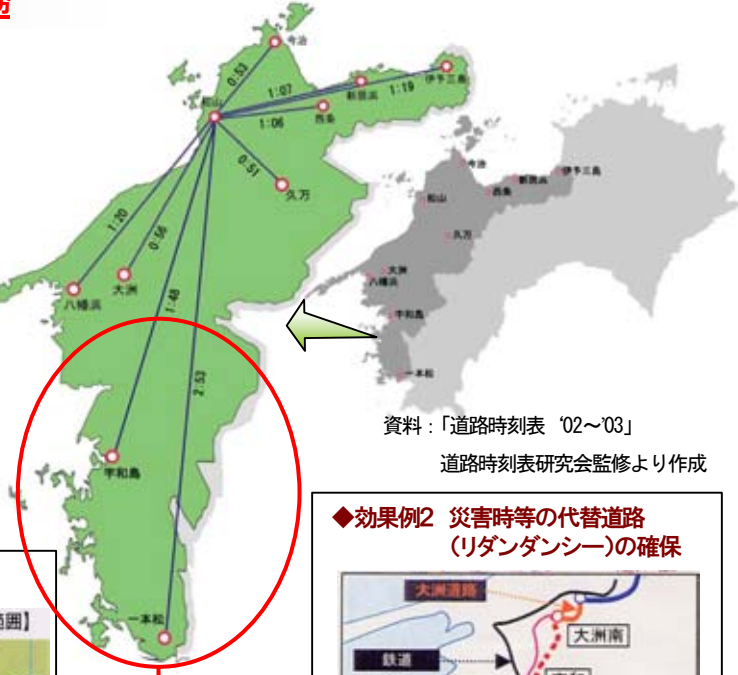 今治
0:53
松山
1:07
新居浜
1:19
伊予三島
1:06
西条
0:51
久万
1:20
0:56
八幡浜
大洲
1:48
2:53
宇和島
一本松
今治
松山
西条
新居浜
伊予三島
久万
大洲
八幡浜
宇和島
一本松
資料：「道路時刻表 ‘02～’03」
道路時刻表研究会監修より作成
◆効果例2 災害時等の代替道路
（リダンダンシー）の確保
大洲道路
大洲南
鉄道
囲】